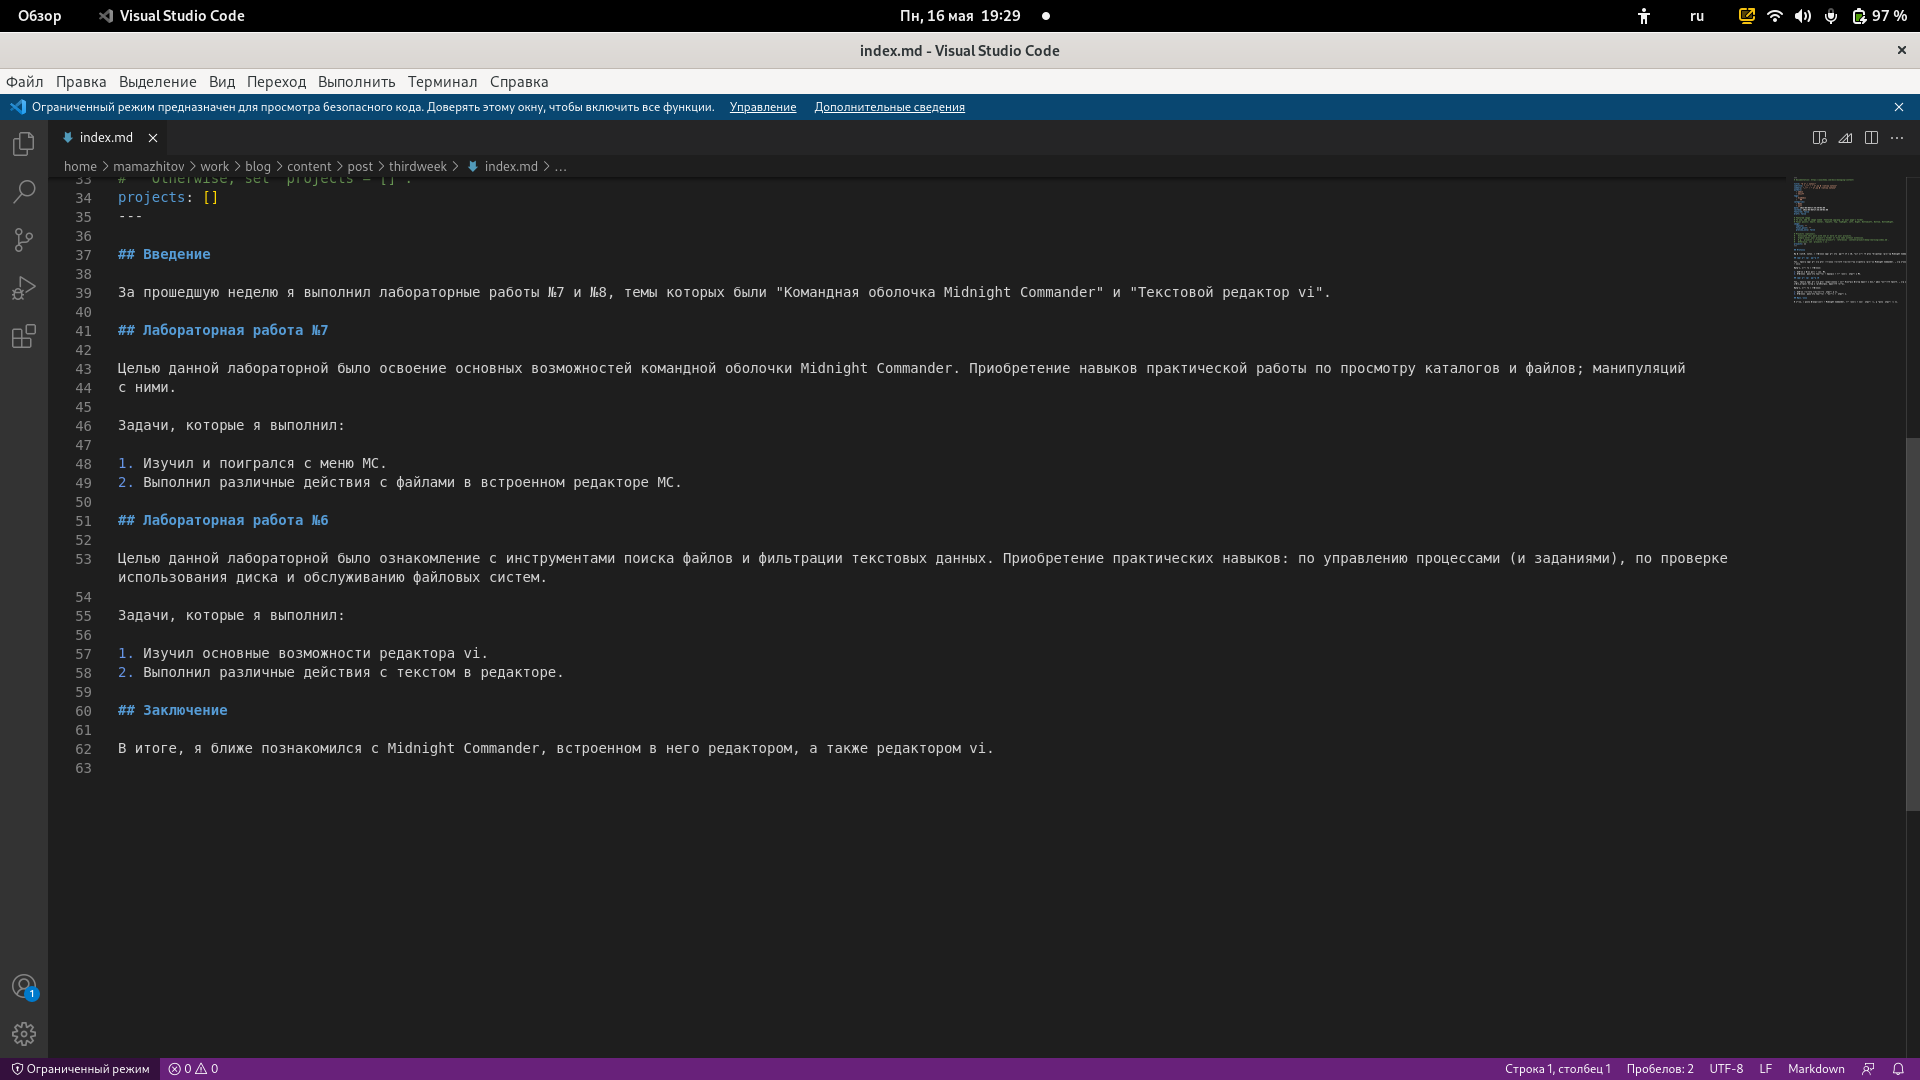 Обзор
Visual Studio Code
Пн, 16 мая 19:29
ru
97 %
index.md - Visual Studio Code
Файл Правка Выделение Вид Переход Выполнить Терминал Справка
Ограниченный режим предназначен для просмотра безопасного кода. Доверять этому окну, чтобы включить все функции. Управление Дополнительные сведения
index.md
home > mamazhitov > work > blog > content > post > thirdweek > index.md > ...
33 # Otherwise, set `projects = []`.
34 projects: []
35 ---
36
37 ## Введение
38
39 За прошедшую неделю я выполнил лабораторные работы №7 и №8, темы которых были "Командная оболочка Midnight Commander" и "Текстовой редактор vi".
40
41 ## Лабораторная работа №7
42
43 Целью данной лабораторной было освоение основных возможностей командной оболочки Midnight Commander. Приобретение навыков практической работы по просмотру каталогов и файлов; манипуляций
44 с ними.
45
46 Задачи, которые я выполнил:
47
48 1. Изучил и поигрался с меню MC.
49 2. Выполнил различные действия с файлами в встроенном редакторе MC.
50
51 ## Лабораторная работа №6
52
53 Целью данной лабораторной было ознакомление с инструментами поиска файлов и фильтрации текстовых данных. Приобретение практических навыков: по управлению процессами (и заданиями), по проверке
использования диска и обслуживанию файловых систем.
54
55 Задачи, которые я выполнил:
56
57 1. Изучил основные возможности редактора vi.
58 2. Выполнил различные действия с текстом в редакторе.
59
60 ## Заключение
61
62 В итоге, я ближе познакомился с Midnight Commander, встроенном в него редактором, а также редактором vi.
63
1
Ограниченный режим 0 0
Строка 1, столбец 1 Пробелов: 2 UTF-8 LF Markdown